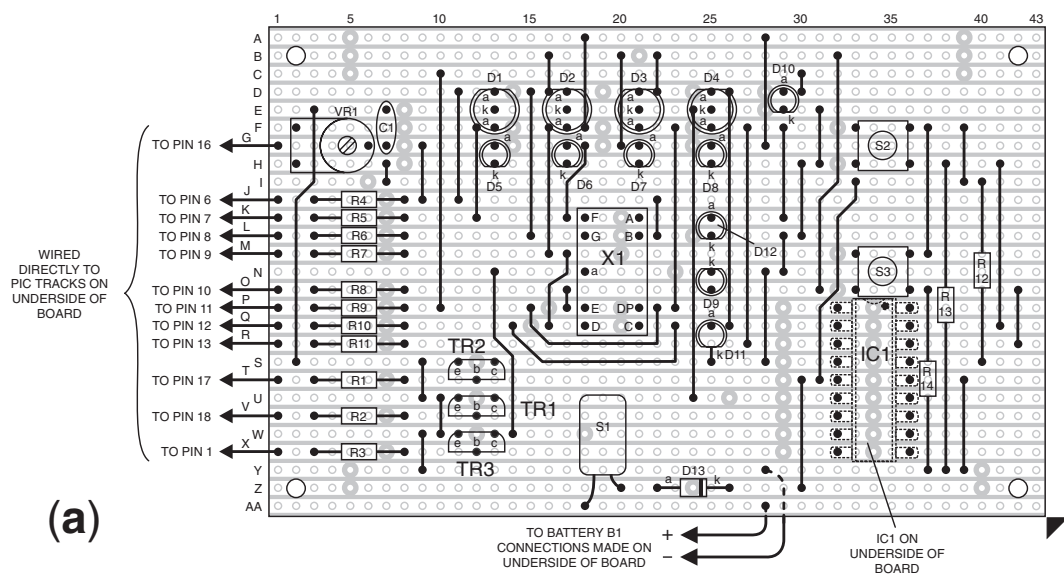 1 5 10 15 20 25 30 35 40 43
A
B
C
D
E
F
G
H
I
J
K
L
M
N
O
P
Q
R
S
T
U
V
W
X
Y
Z
AA
WIRED
DIRECTLY TO
PIC TRACKS ON
UNDERSIDE OF
BOARD
TO PIN 16
TO PIN 6
TO PIN 7
TO PIN 8
TO PIN 9
TO PIN 10
TO PIN 11
TO PIN 12
TO PIN 13
TO PIN 17
TO PIN 18
TO PIN 1
VR1
C1
R4
R5
R6
R7
R8
R9
R10
R11
R1
R2
R3
D1 D2 D3 D4
a a a a
k k k k
a a a a
k k k k
D5 D6 D7 D8
D10
a
k
F A
G B
X1
a
E DP
D C
a
k
D12
k
a
D9
a
k D11
TR2
e b c
TR1
e b c
TR3
e b c
S1
D13
a k
S2
S3
IC1
R
12
R
13
R
14
(a)
TO BATTERY B1
CONNECTIONS MADE ON
UNDERSIDE OF BOARD
+
−
IC1 ON
UNDERSIDE OF
BOARD